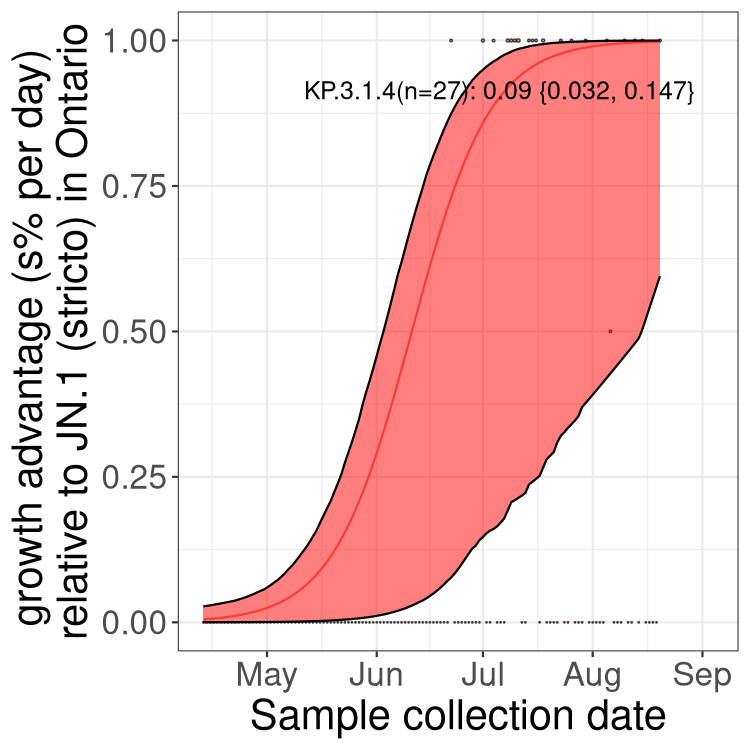 growth advantage (s% per day)
relative to JN.1 (stricto) in Ontario
1.00
0.75
0.50
0.25
0.00
KP.3.1.4(n=27): 0.09 {0.032, 0.147}
May Jun Jul Aug Sep
Sample collection date